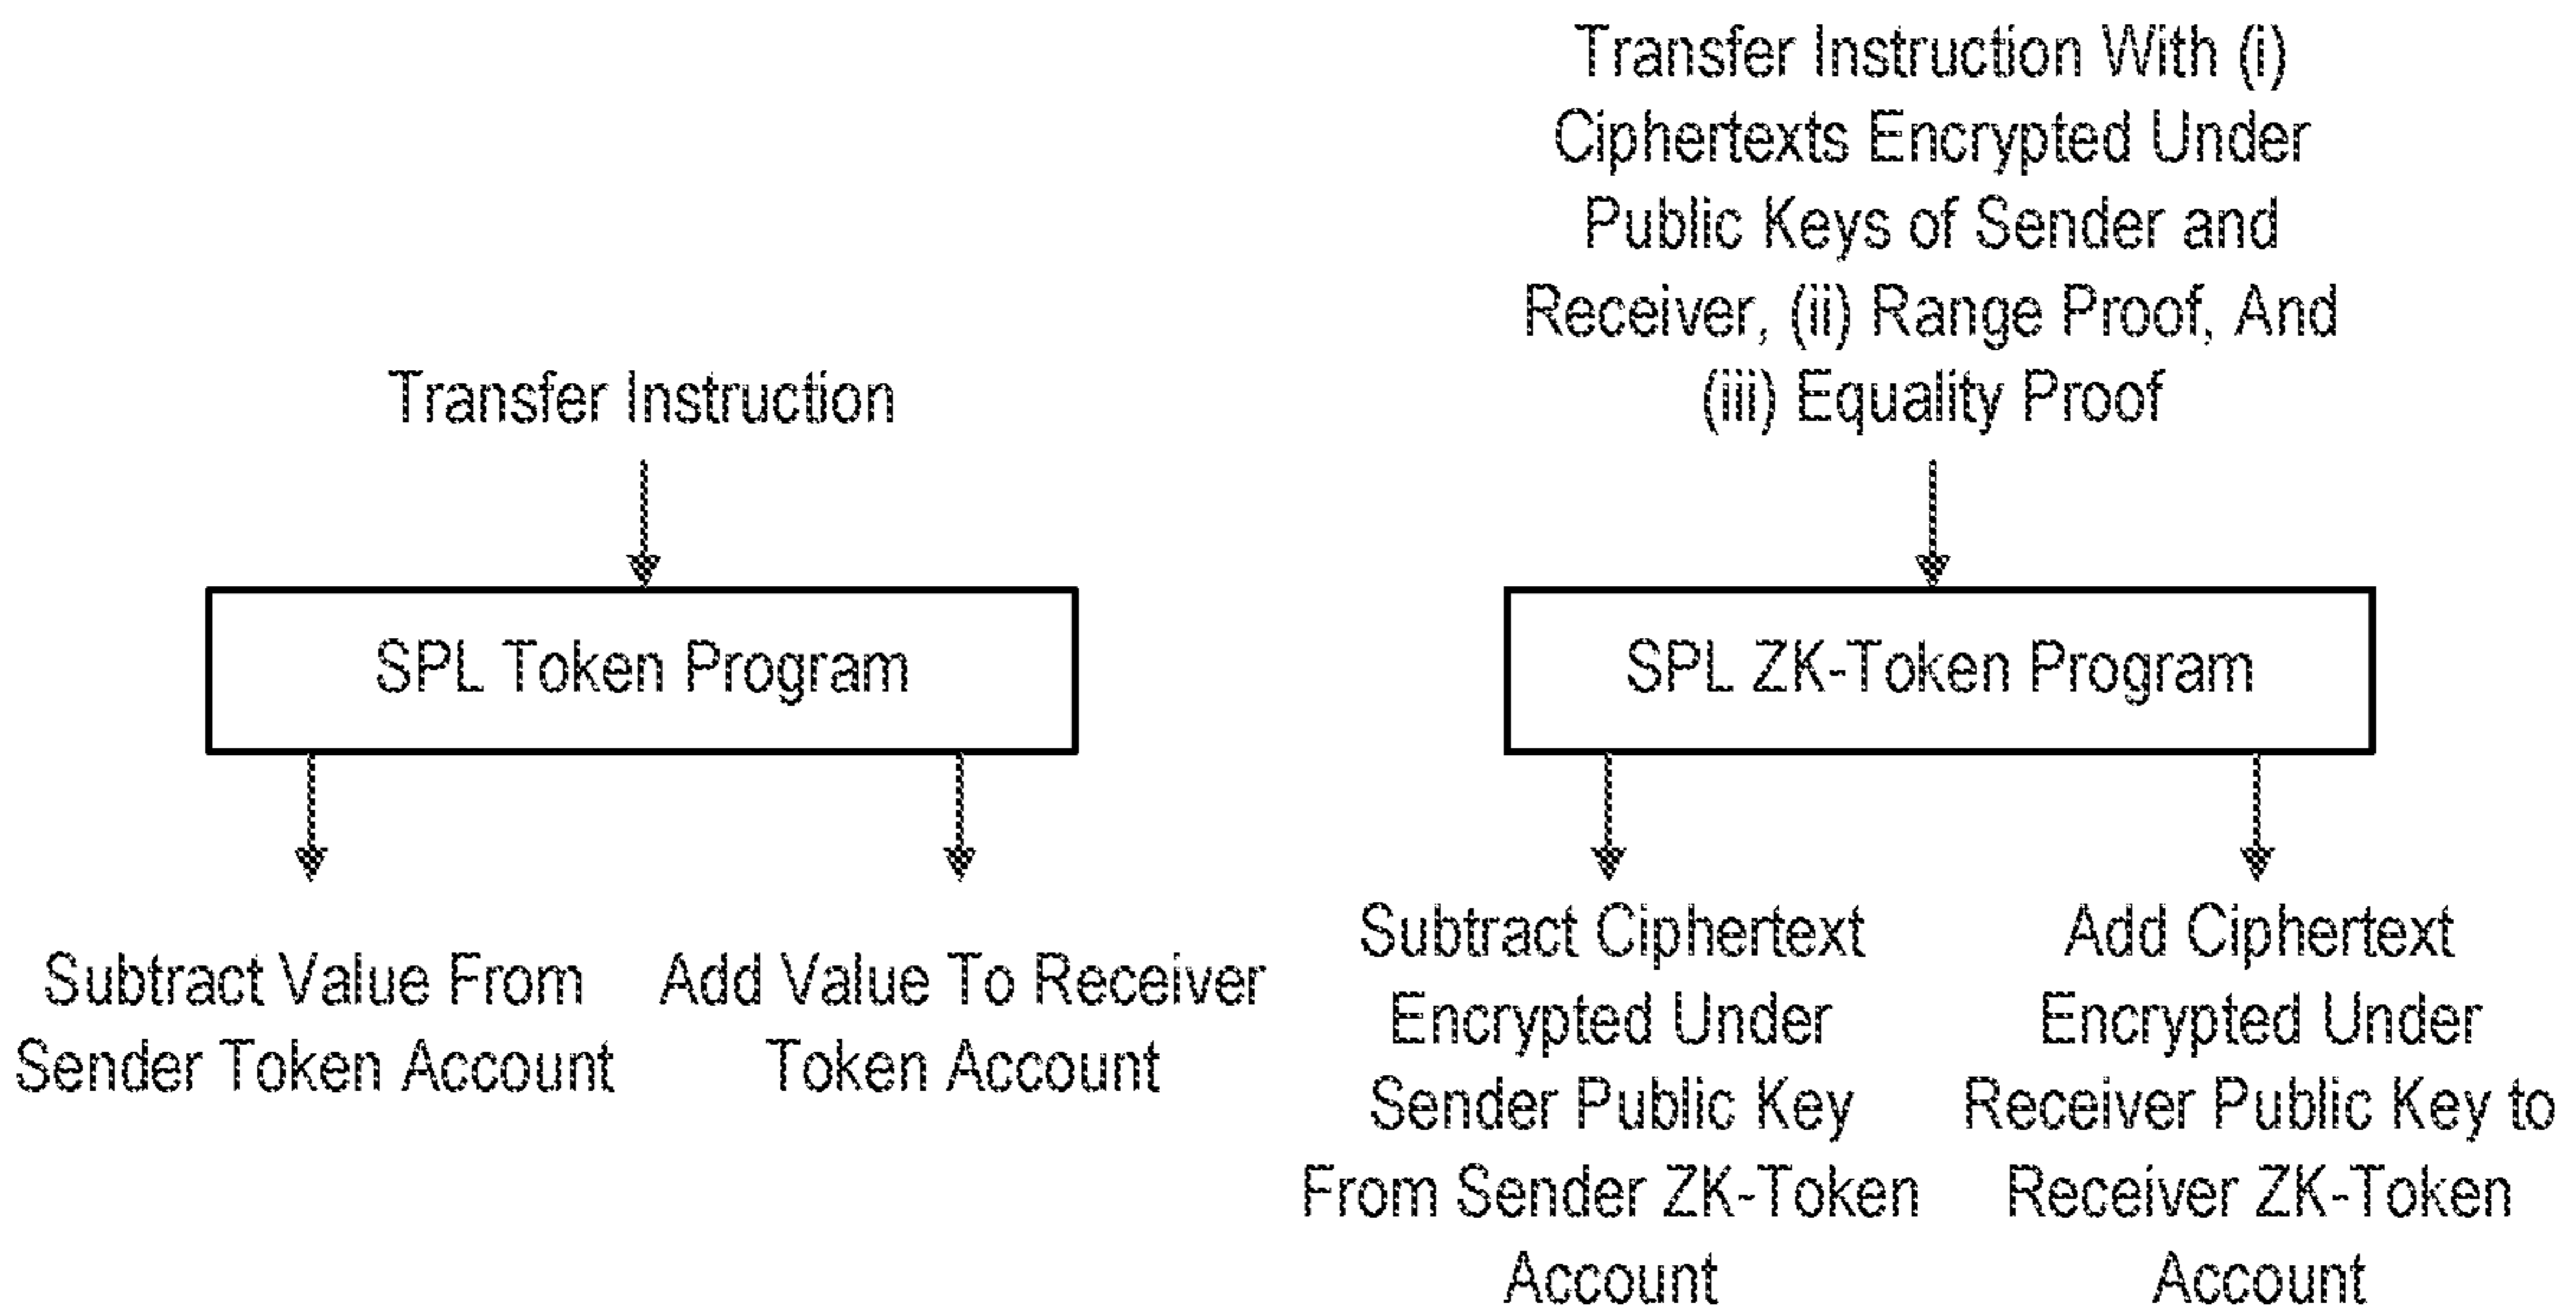 Transfer Instruction
SPL Token Program
Subtract Value From
Sender Token Account
Add Value To Receiver
Token Account
Transfer Instruction With (i)
Ciphertexts Encrypted Under
Public Keys of Sender and
Receiver, (ii) Range Proof, And
(iii) Equality Proof
SPL ZK-Token Program
Subtract Ciphertext
Encrypted Under
Sender Public Key
From Sender ZK-Token
Account
Add Ciphertext
Encrypted Under
Receiver Public Key to
Receiver ZK-Token
Account